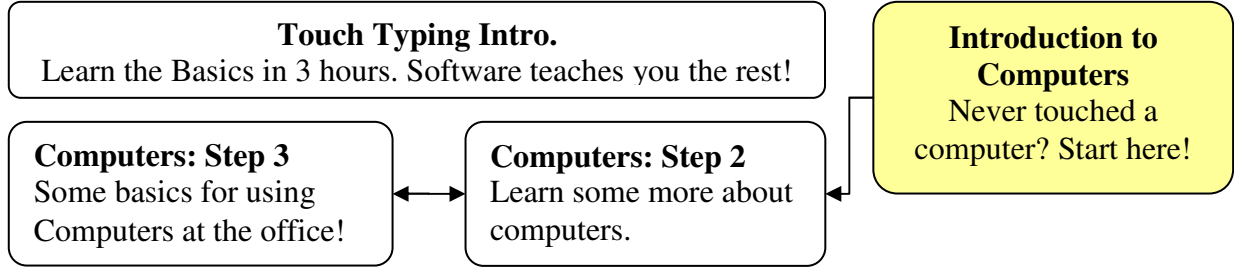 Touch Typing Intro.
Learn the Basics in 3 hours. Software teaches you the rest!
Introduction to
Computers
Never touched a
computer? Start here!
Computers: Step 3
Some basics for using
Computers at the office!
Computers: Step 2
Learn some more about
computers.